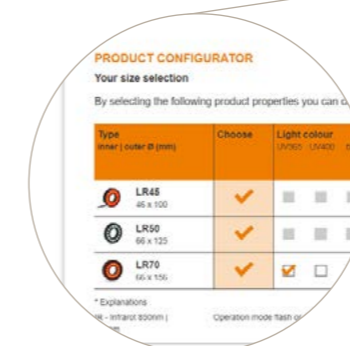 PRODUCT CONFIGURATOR
Your size selection
By selecting the following product properties you can
Type Choose Light colour
inner | outer Ø (mm) UV365 UV400
LR45
46 x 100
LR50
66 x 125
LR70
66 x 156
* Explanations
IR - Infrarot 850nm | Operation mode flash or